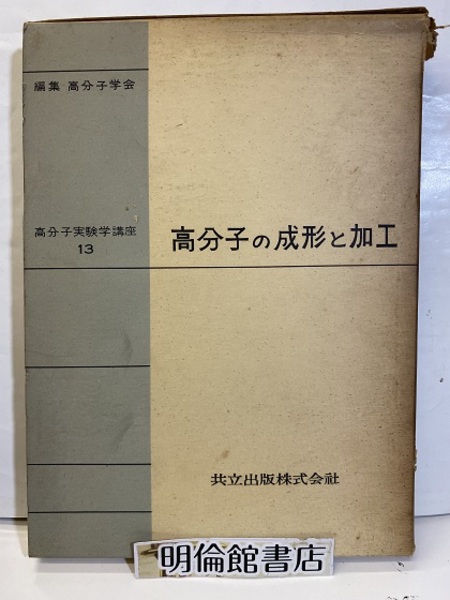 編集 高分子学会
高分子実験学講座
13
高分子の成形と加工
共立出版株式会社
明倫館書店